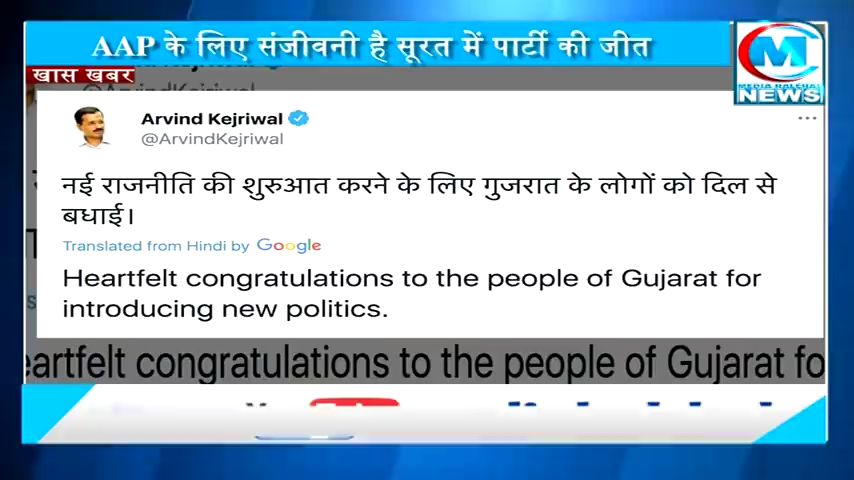 AAP के लिए संजीवनी है सूरत में पार्टी की जीत
खास खबर
MEDIA HALCHAL
NEWS
Arvind Kejriwal
@ArvindKejriwal
नई राजनीति की शुरुआत करने के लिए गुजरात के लोगों को दिल से
बधाई।
Translated from Hindi by Google
Heartfelt congratulations to the people of Gujarat for
introducing new politics.
eartfelt congratulations to the people of Gujarat fo